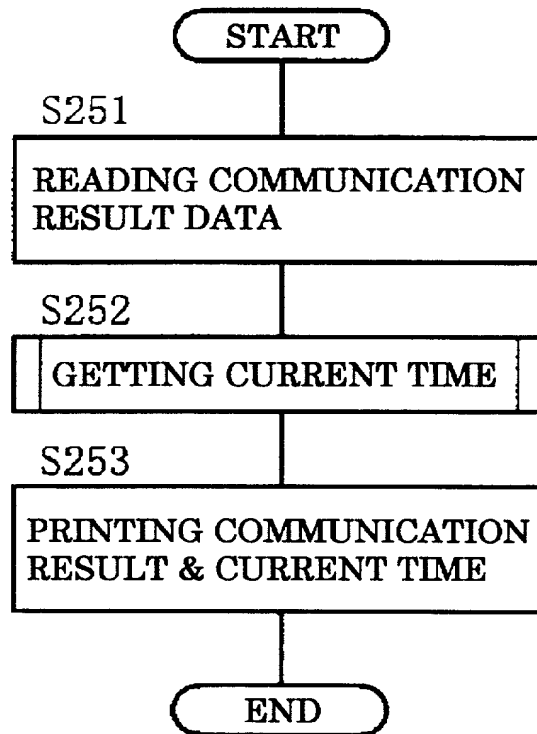 START
S251
READING COMMUNICATION
RESULT DATA
S252
GETTING CURRENT TIME
S253
PRINTING COMMUNICATION
RESULT & CURRENT TIME
END